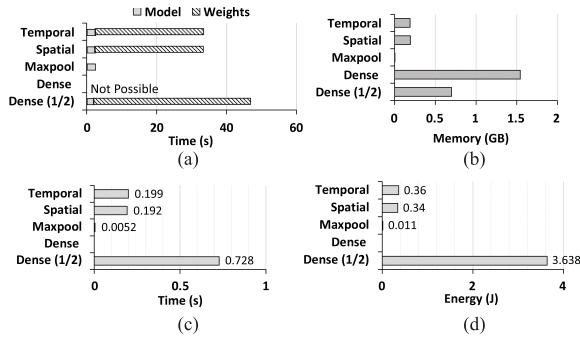 Model Weights
Temporal
Spatial
Maxpool
Dense
Not Possible
Dense (1/2)
0 20 40 60
Time (s)
(a)
Temporal
Spatial
Maxpool
Dense
Dense (1/2)
0 0.5 1 1.5 2
Memory (GB)
(b)
Temporal 0.199
Spatial 0.192
Maxpool 0.0052
Dense
Dense (1/2) 0.728
0 0.5 1
Time (s)
(c)
Temporal 0.36
Spatial 0.34
Maxpool 0.011
Dense
Dense (1/2) 3.638
0 2 4
Energy (J)
(d)